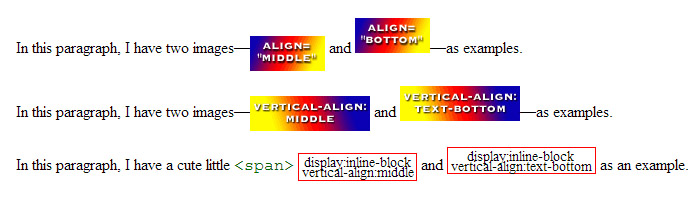 In this paragraph, I have two images—ALIGN="MIDDLE" and ALIGN="BOTTOM"—as examples.
In this paragraph, I have two images—VERTICAL-ALIGN: MIDDLE and VERTICAL-ALIGN: TEXT-BOTTOM—as examples.
In this paragraph, I have a cute little <span> display:inline-block vertical-align:middle and display:inline-block vertical-align:text-bottom as an example.